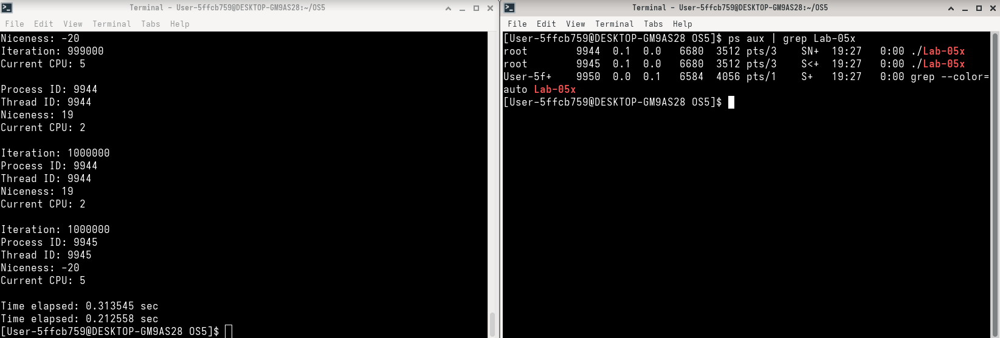 Terminal - User-5ffcb759@DESKTOP-GM9AS28:~/OS5
File Edit View Terminal Tabs Help
Niceness: -20
Iteration: 999000
Current CPU: 5
Process ID: 9944
Thread ID: 9944
Niceness: 19
Current CPU: 2
Iteration: 1000000
Process ID: 9944
Thread ID: 9944
Niceness: 19
Current CPU: 2
Iteration: 1000000
Process ID: 9945
Thread ID: 9945
Niceness: -20
Current CPU: 5
Time elapsed: 0.313545 sec
Time elapsed: 0.212558 sec
[User-5ffcb759@DESKTOP-GM9AS28 OS5]$
Terminal - User-5ffcb759@DESKTOP-GM9AS28:~/OS5
File Edit View Terminal Tabs Help
[User-5ffcb759@DESKTOP-GM9AS28 OS5]$ ps aux | grep Lab-05x
root 9944 0.1 0.0 6680 3512 pts/3 SN+ 19:27 0:00 ./Lab-05x
root 9945 0.1 0.0 6680 3512 pts/3 S<+ 19:27 0:00 ./Lab-05x
User-5f+ 9950 0.0 0.1 6584 4056 pts/1 S+ 19:27 0:00 grep --color=
auto Lab-05x
[User-5ffcb759@DESKTOP-GM9AS28 OS5]$